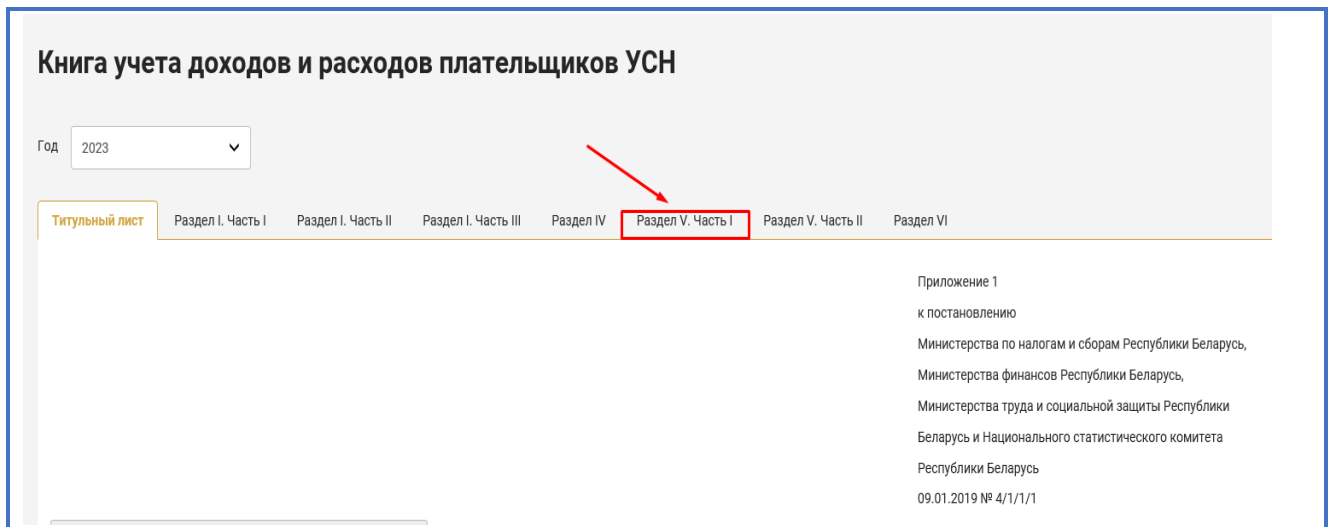 Книга учета доходов и расходов плательщиков УСН
Год 2023
Титульный лист Раздел I. Часть I Раздел I. Часть II Раздел I. Часть III Раздел IV Раздел V. Часть I Раздел V. Часть II Раздел VI
Приложение 1
к постановлению
Министерства по налогам и сборам Республики Беларусь,
Министерства финансов Республики Беларусь,
Министерства труда и социальной защиты Республики
Беларусь и Национального статистического комитета
Республики Беларусь
09.01.2019 № 4/1/1/1